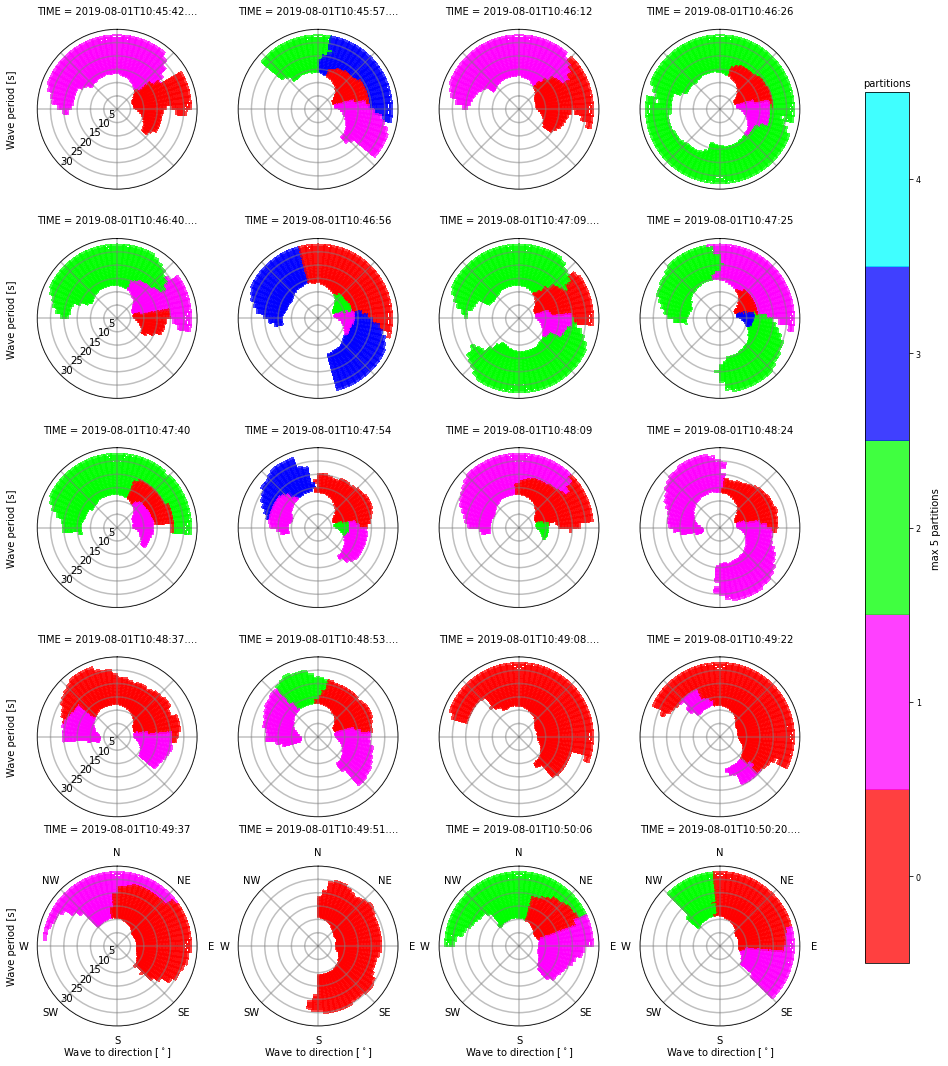 TIME = 2019-08-01T10:45:42.... TIME = 2019-08-01T10:45:57.... TIME = 2019-08-01T10:46:12 TIME = 2019-08-01T10:46:26
Wave period [s]
5
10
15
20
25
30
TIME = 2019-08-01T10:46:40.... TIME = 2019-08-01T10:46:56 TIME = 2019-08-01T10:47:09.... TIME = 2019-08-01T10:47:25
Wave period [s]
5
10
15
20
25
30
TIME = 2019-08-01T10:47:40 TIME = 2019-08-01T10:47:54 TIME = 2019-08-01T10:48:09 TIME = 2019-08-01T10:48:24
Wave period [s]
5
10
15
20
25
30
TIME = 2019-08-01T10:48:37.... TIME = 2019-08-01T10:48:53.... TIME = 2019-08-01T10:49:08.... TIME = 2019-08-01T10:49:22
Wave period [s]
5
10
15
20
25
30
TIME = 2019-08-01T10:49:37 TIME = 2019-08-01T10:49:51.... TIME = 2019-08-01T10:50:06 TIME = 2019-08-01T10:50:20....
N N N N
NW NE NW NE NW NE NW NE
Wave period [s]
W E W E W E W E
5
10
15
20
25
30
SW SE SW SE SW SE SW SE
S S S S
Wave to direction [°] Wave to direction [°] Wave to direction [°] Wave to direction [°]
partitions
4
3
2
1
0
max 5 partitions